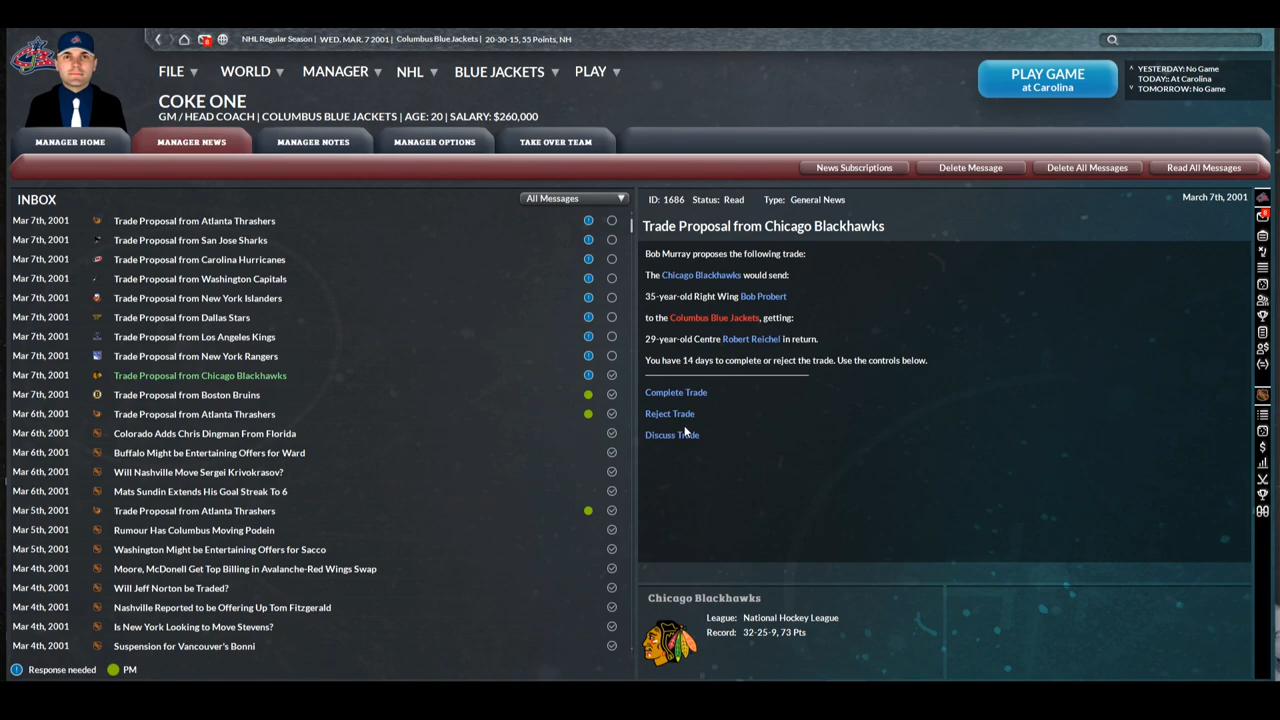 NHL Regular Season | WED. MAR. 7 2001 | Columbus Blue Jackets | 20-30-15, 55 Points, NH
FILE WORLD MANAGER NHL BLUE JACKETS PLAY
PLAY GAME
at Carolina
YESTERDAY: No Game
TODAY:: At Carolina
TOMORROW: No Game
COKE ONE
GM / HEAD COACH | COLUMBUS BLUE JACKETS | AGE: 20 | SALARY: $260,000
MANAGER HOME MANAGER NEWS MANAGER NOTES MANAGER OPTIONS TAKE OVER TEAM
News Subscriptions Delete Message Delete All Messages Read All Messages
INBOX All Messages
Mar 7th, 2001 Trade Proposal from Atlanta Thrashers
Mar 7th, 2001 Trade Proposal from San Jose Sharks
Mar 7th, 2001 Trade Proposal from Carolina Hurricanes
Mar 7th, 2001 Trade Proposal from Washington Capitals
Mar 7th, 2001 Trade Proposal from New York Islanders
Mar 7th, 2001 Trade Proposal from Dallas Stars
Mar 7th, 2001 Trade Proposal from Los Angeles Kings
Mar 7th, 2001 Trade Proposal from New York Rangers
Mar 7th, 2001 Trade Proposal from Chicago Blackhawks
Mar 7th, 2001 Trade Proposal from Boston Bruins
Mar 6th, 2001 Trade Proposal from Atlanta Thrashers
Mar 6th, 2001 Colorado Adds Chris Dingman From Florida
Mar 6th, 2001 Buffalo Might be Entertaining Offers for Ward
Mar 6th, 2001 Will Nashville Move Sergei Krivokrasov?
Mar 6th, 2001 Mats Sundin Extends His Goal Streak To 6
Mar 5th, 2001 Trade Proposal from Atlanta Thrashers
Mar 5th, 2001 Rumour Has Columbus Moving Podein
Mar 5th, 2001 Washington Might be Entertaining Offers for Sacco
Mar 4th, 2001 Moore, McDonell Get Top Billing in Avalanche-Red Wings Swap
Mar 4th, 2001 Will Jeff Norton be Traded?
Mar 4th, 2001 Nashville Reported to be Offering Up Tom Fitzgerald
Mar 4th, 2001 Is New York Looking to Move Stevens?
Mar 4th, 2001 Suspension for Vancouver's Bonni
Response needed PM
ID: 1686 Status: Read Type: General News March 7th, 2001
Trade Proposal from Chicago Blackhawks
Bob Murray proposes the following trade:
The Chicago Blackhawks would send:
35-year-old Right Wing Bob Probert
to the Columbus Blue Jackets, getting:
29-year-old Centre Robert Reichel in return.
You have 14 days to complete or reject the trade. Use the controls below.
Complete Trade
Reject Trade
Discuss Trade
Chicago Blackhawks
League: National Hockey League
Record: 32-25-9, 73 Pts